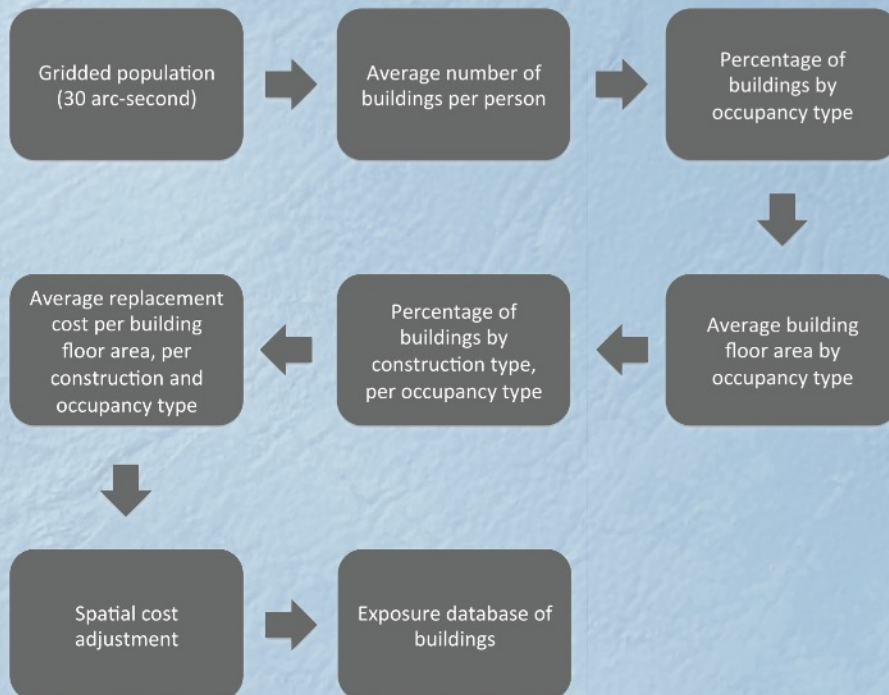 Gridded population
(30 arc-second)
Average number of
buildings per person
Percentage of
buildings by
occupancy type
Average building
floor area by
occupancy type
Percentage of
buildings by
construction type,
per occupancy type
Average replacement
cost per building
floor area, per
construction and
occupancy type
Spatial cost
adjustment
Exposure database of
buildings